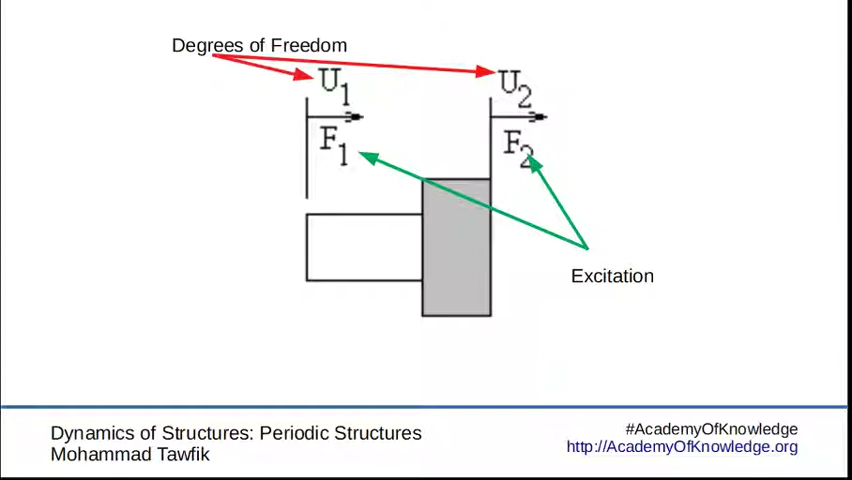 Degrees of Freedom
U1 U2
F1 F2
Excitation
Dynamics of Structures: Periodic Structures
Mohammad Tawfik
#AcademyOfKnowledge
http://AcademyOfKnowledge.org